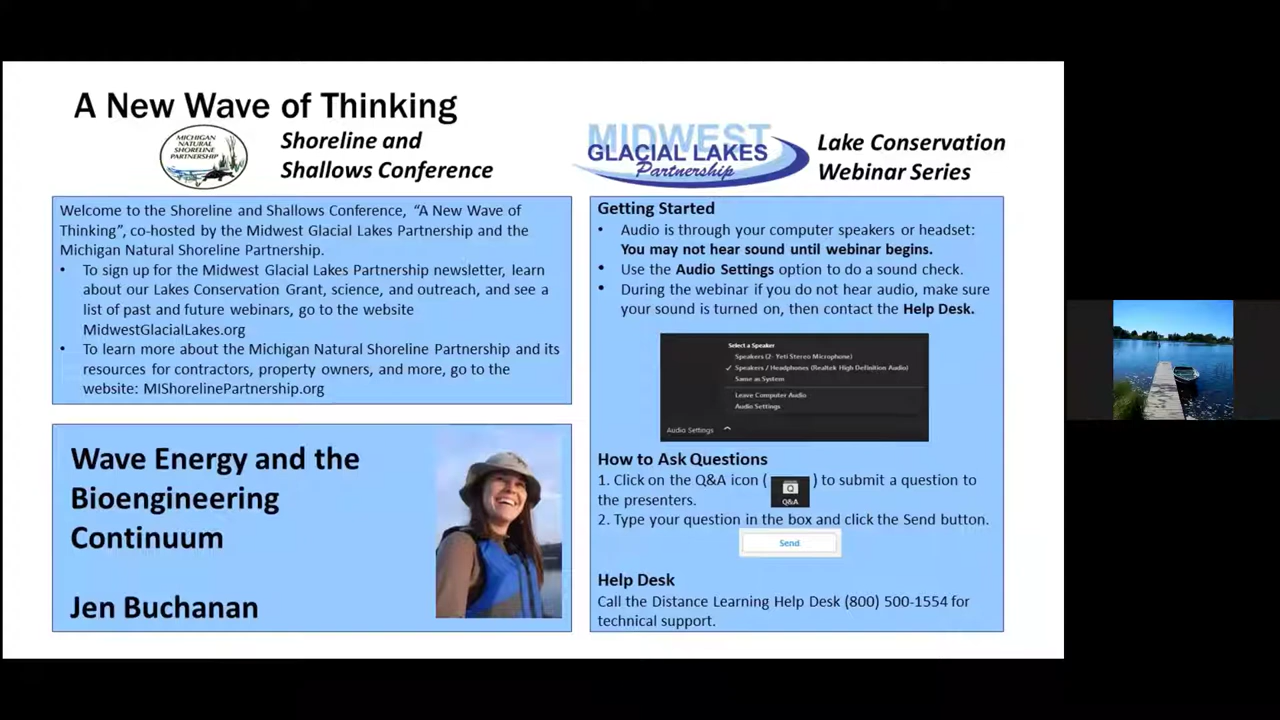 A New Wave of Thinking
MICHIGAN
NATURAL
SHORELINE
PARTNERSHIP
Shoreline and
Shallows Conference
MIDWEST
GLACIAL LAKES
Partnership
Lake Conservation
Webinar Series
Welcome to the Shoreline and Shallows Conference, “A New Wave of
Thinking”, co-hosted by the Midwest Glacial Lakes Partnership and the
Michigan Natural Shoreline Partnership.
• To sign up for the Midwest Glacial Lakes Partnership newsletter, learn
about our Lakes Conservation Grant, science, and outreach, and see a
list of past and future webinars, go to the website
MidwestGlacialLakes.org
• To learn more about the Michigan Natural Shoreline Partnership and its
resources for contractors, property owners, and more, go to the
website: MIShorelinePartnership.org
Wave Energy and the
Bioengineering
Continuum
Jen Buchanan
Getting Started
• Audio is through your computer speakers or headset:
You may not hear sound until webinar begins.
• Use the Audio Settings option to do a sound check.
• During the webinar if you do not hear audio, make sure
your sound is turned on, then contact the Help Desk.
Select a Speaker
Speakers (2- Yeti Stereo Microphone)
✓ Speakers / Headphones (Realtek High Definition Audio)
Same as System
Leave Computer Audio
Audio Settings
Audio Settings ^
How to Ask Questions
1. Click on the Q&A icon ( Q&A ) to submit a question to
the presenters.
2. Type your question in the box and click the Send button.
Send
Help Desk
Call the Distance Learning Help Desk (800) 500-1554 for
technical support.